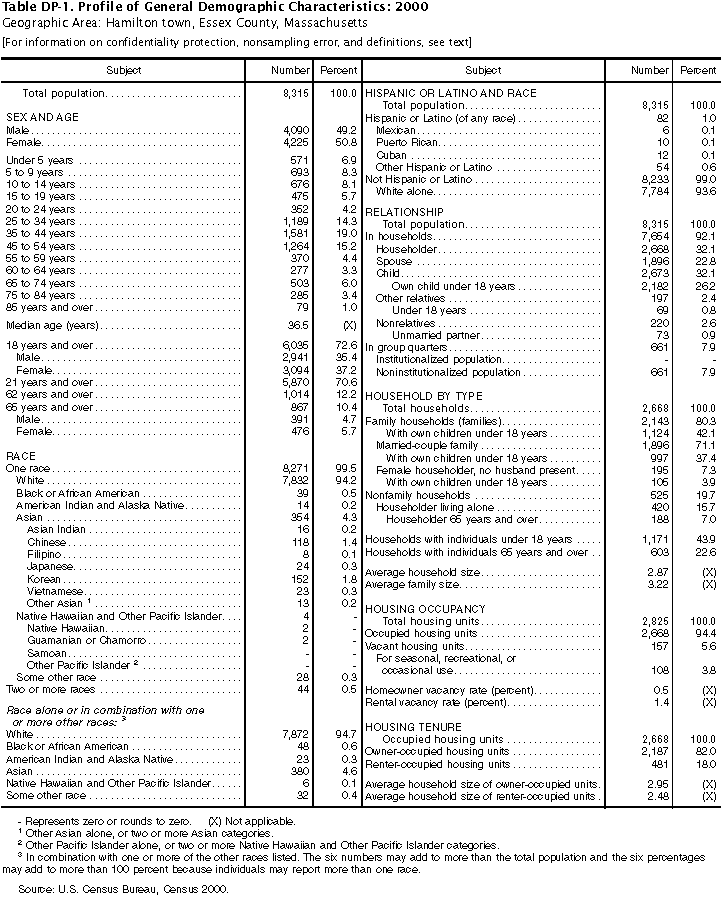 Table DP-1. Profile of General Demographic Characteristics: 2000
Geographic Area: Hamilton town, Essex County, Massachusetts
[For information on confidentiality protection, nonsampling error, and definitions, see text]
Subject Number Percent
Total population. 8,315 100.0
SEX AND AGE
Male 4,090 49.2
Female 4,225 50.8
Under 5 years 571 6.9
5 to 9 years 693 8.3
10 to 14 years 676 8.1
15 to 19 years 475 5.7
20 to 24 years 352 4.2
25 to 34 years 1,189 14.3
35 to 44 years 1,581 19.0
45 to 54 years 1,264 15.2
55 to 59 years 370 4.4
60 to 64 years 277 3.3
65 to 74 years 503 6.0
75 to 84 years 285 3.4
85 years and over 79 1.0
Median age (years) 36.5 (X)
18 years and over 6,035 72.6
Male 2,941 35.4
Female 3,094 37.2
21 years and over 5,870 70.6
62 years and over 1,014 12.2
65 years and over 867 10.4
Male 391 4.7
Female 476 5.7
RACE
One race 8,271 99.5
White 7,832 94.2
Black or African American 39 0.5
American Indian and Alaska Native 14 0.2
Asian 354 4.3
Asian Indian 16 0.2
Chinese 118 1.4
Filipino 8 0.1
Japanese 24 0.3
Korean 152 1.8
Vietnamese 23 0.3
Other Asian 1 13 0.2
Native Hawaiian and Other Pacific Islander 4 -
Native Hawaiian 2 -
Guamanian or Chamorro 2 -
Samoan - -
Other Pacific Islander 2 - -
Some other race 28 0.3
Two or more races 44 0.5
Race alone or in combination with one
or more other races: 3
White 7,872 94.7
Black or African American 48 0.6
American Indian and Alaska Native 23 0.3
Asian 380 4.6
Native Hawaiian and Other Pacific Islander 6 0.1
Some other race 32 0.4
Subject Number Percent
HISPANIC OR LATINO AND RACE
Total population 8,315 100.0
Hispanic or Latino (of any race) 82 1.0
Mexican 6 0.1
Puerto Rican 10 0.1
Cuban 12 0.1
Other Hispanic or Latino 54 0.6
Not Hispanic or Latino 8,233 99.0
White alone 7,784 93.6
RELATIONSHIP
Total population 8,315 100.0
In households 7,654 92.1
Householder 2,668 32.1
Spouse 1,896 22.8
Child 2,673 32.1
Own child under 18 years 2,182 26.2
Other relatives 197 2.4
Under 18 years 69 0.8
Nonrelatives 220 2.6
Unmarried partner 73 0.9
In group quarters 661 7.9
Institutionalized population - -
Noninstitutionalized population 661 7.9
HOUSEHOLD BY TYPE
Total households 2,668 100.0
Family households (families) 2,143 80.3
With own children under 18 years 1,124 42.1
Married-couple family 1,896 71.1
With own children under 18 years 997 37.4
Female householder, no husband present 195 7.3
With own children under 18 years 105 3.9
Nonfamily households 525 19.7
Householder living alone 420 15.7
Householder 65 years and over 188 7.0
Households with individuals under 18 years 1,171 43.9
Households with individuals 65 years and over 603 22.6
Average household size 2.87 (X)
Average family size 3.22 (X)
HOUSING OCCUPANCY
Total housing units 2,825 100.0
Occupied housing units 2,668 94.4
Vacant housing units 157 5.6
For seasonal, recreational, or
occasional use 108 3.8
Homeowner vacancy rate (percent) 0.5 (X)
Rental vacancy rate (percent) 1.4 (X)
HOUSING TENURE
Occupied housing units 2,668 100.0
Owner-occupied housing units 2,187 82.0
Renter-occupied housing units 481 18.0
Average household size of owner-occupied units. 2.95 (X)
Average household size of renter-occupied units. 2.48 (X)
- Represents zero or rounds to zero. (X) Not applicable.
1 Other Asian alone, or two or more Asian categories.
2 Other Pacific Islander alone, or two or more Native Hawaiian and Other Pacific Islander categories.
3 In combination with one or more of the other races listed. The six numbers may add to more than the total population and the six percentages
may add to more than 100 percent because individuals may report more than one race.
Source: U.S. Census Bureau, Census 2000.